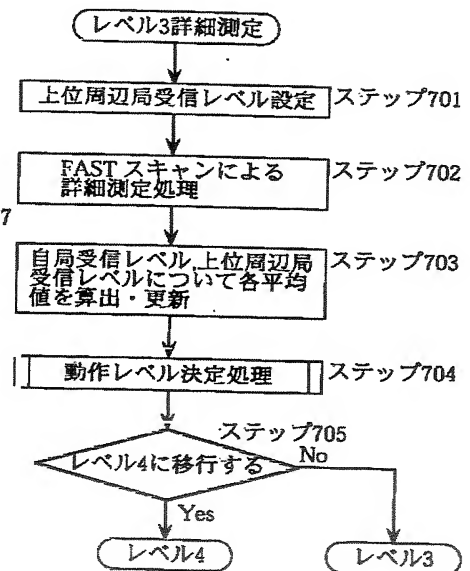 レベル3詳細測定
上位周辺局受信レベル設定
ステップ701
FASTスキャンによる
詳細測定処理
ステップ702
7
自局受信レベル,上位周辺局
受信レベルについて各平均
値を算出・更新
ステップ703
動作レベル決定処理
ステップ704
ステップ705
レベル4に移行する
No
Yes
レベル4
レベル3